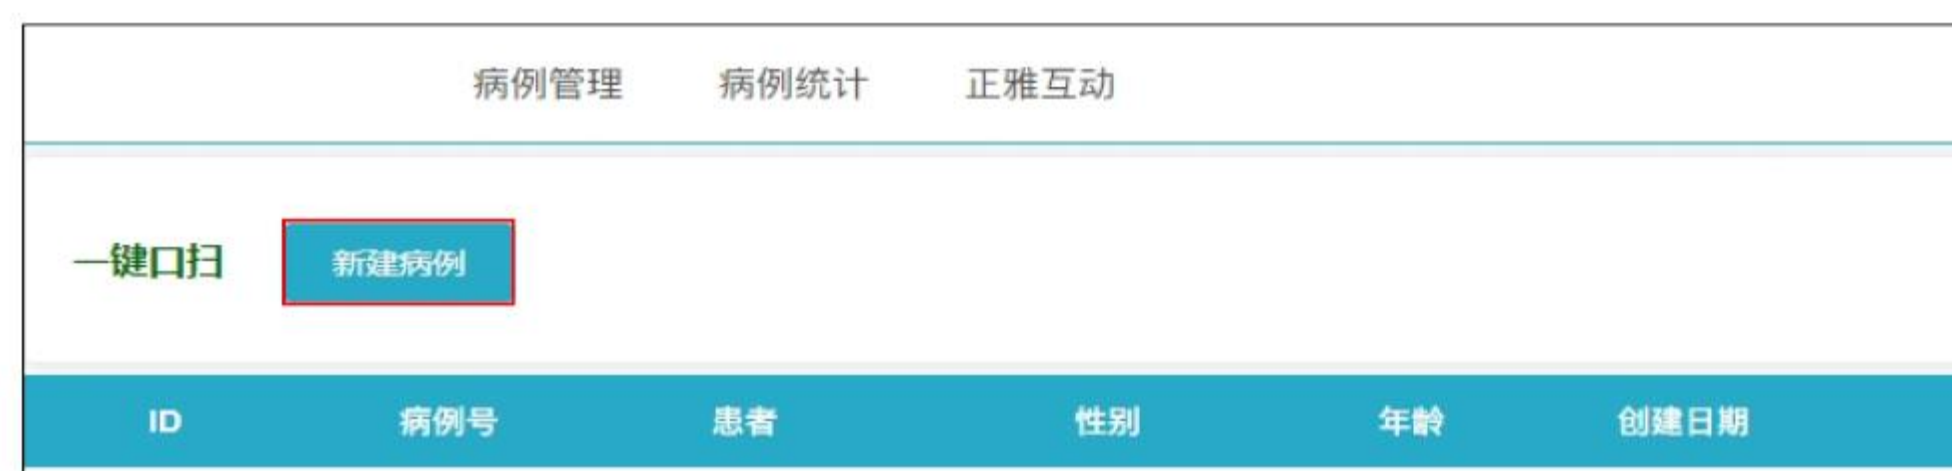 病例管理 病例统计 正雅互动
一键口扫 新建病例
ID 病例号 患者 性别 年龄 创建日期